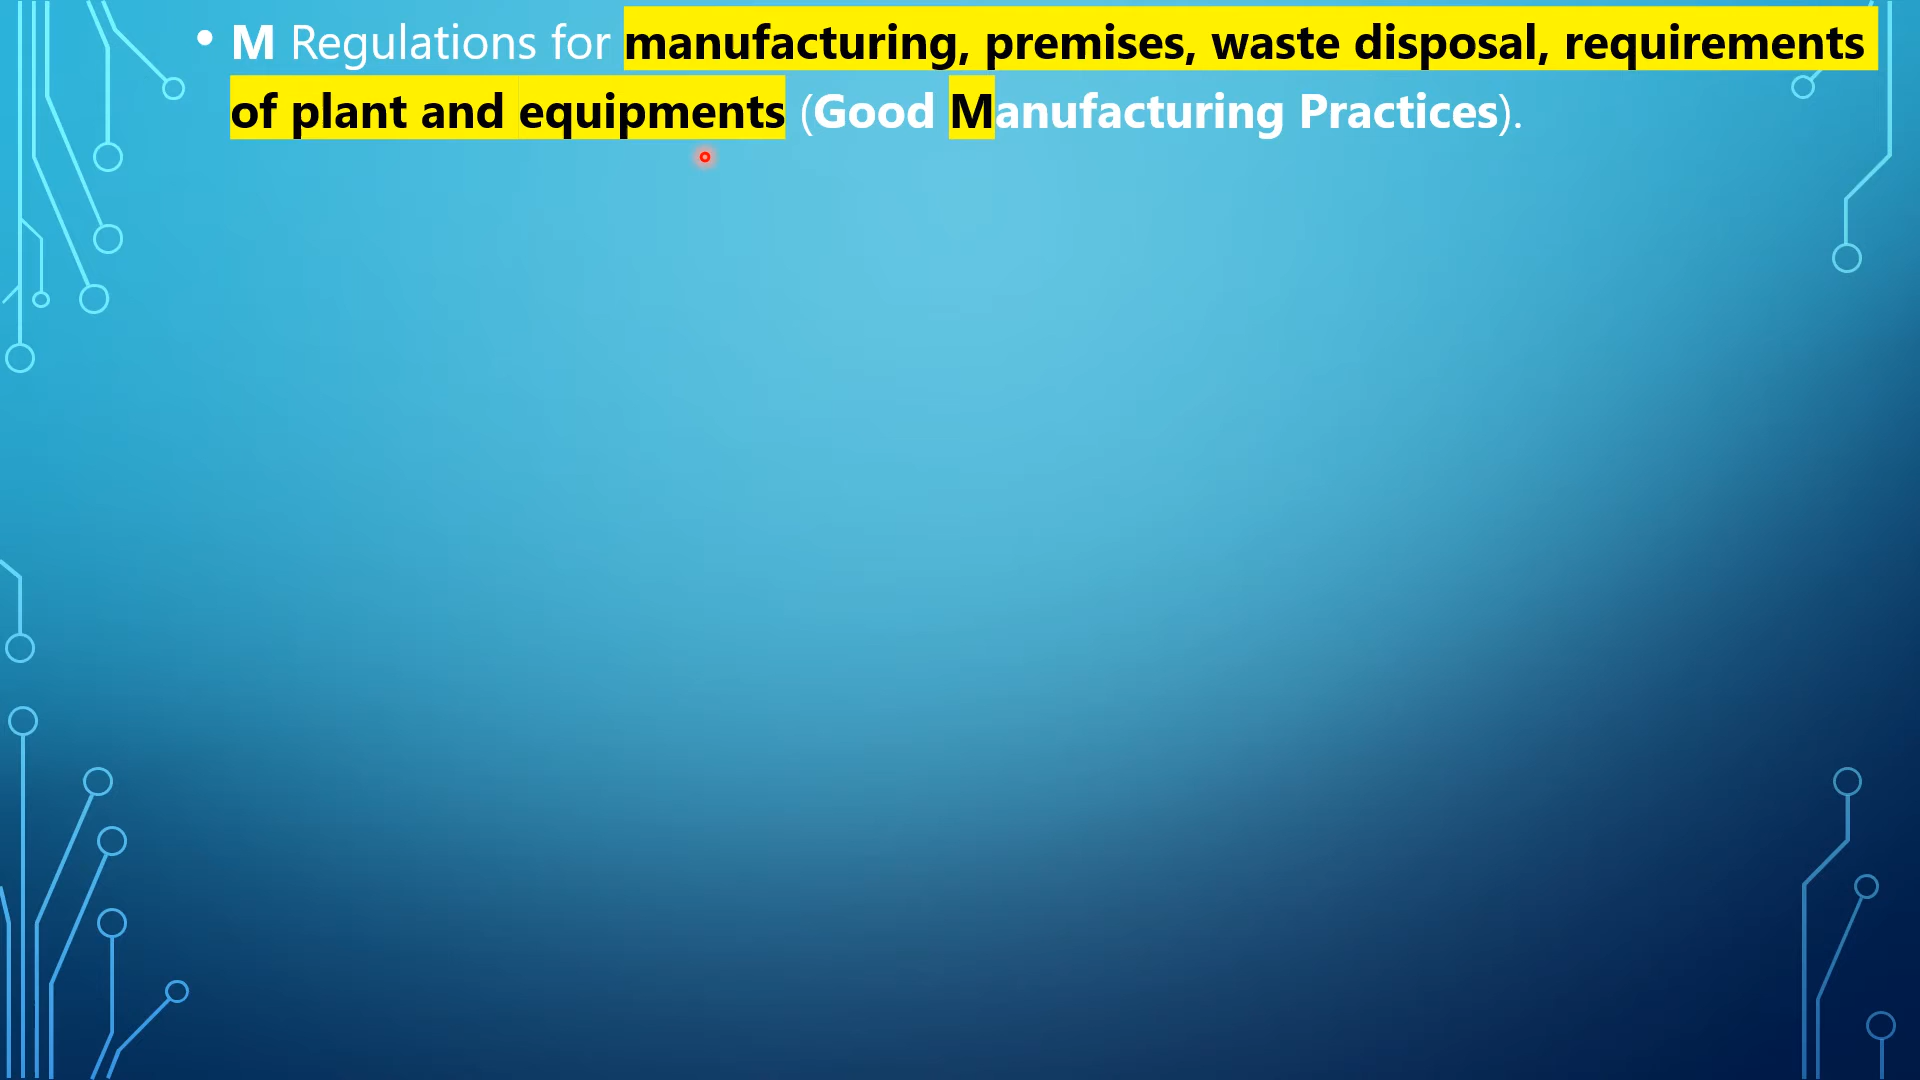 • M Regulations for manufacturing, premises, waste disposal, requirements
of plant and equipments (Good Manufacturing Practices).